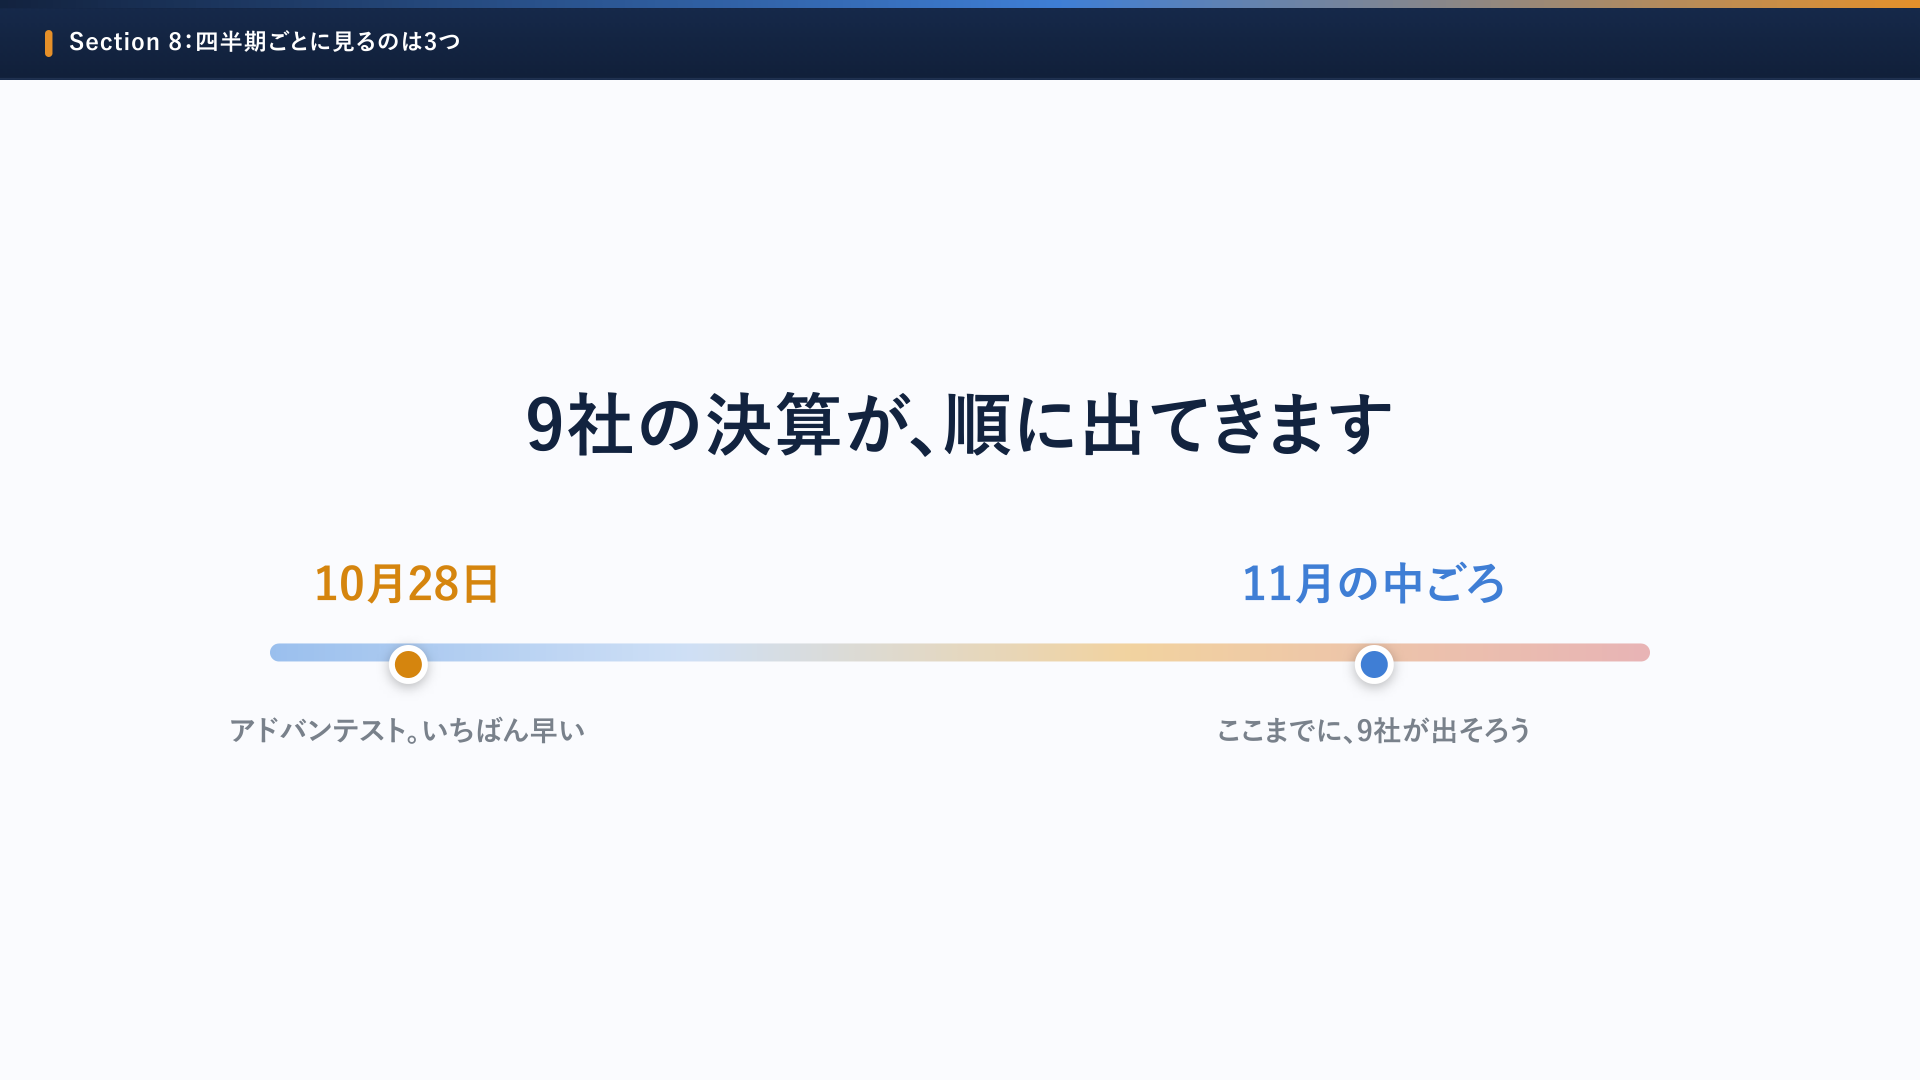 Section 8：四半期ごとに見るのは3つ
9社の決算が、順に出てきます
10月28日
11月の中ごろ
アドバンテスト。いちばん早い
ここまでに、9社が出そろう